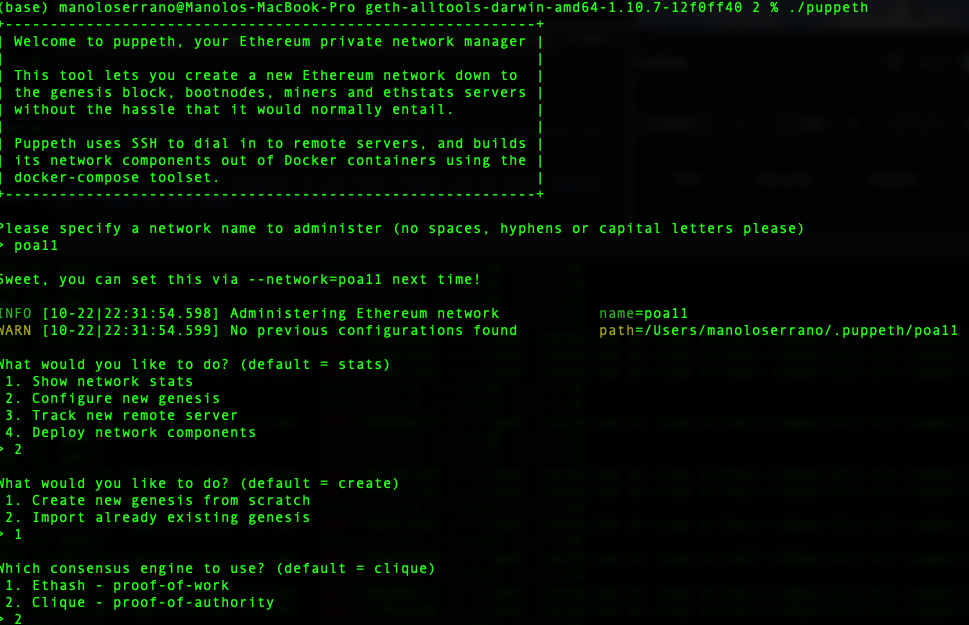 (base) manoloserrano@Manolos-MacBook-Pro geth-alltools-darwin-amd64-1.10.7-12f0ff40 2 % ./puppeth
+-----------------------------------------------------------+
| Welcome to puppeth, your Ethereum private network manager |
|                                                           |
| This tool lets you create a new Ethereum network down to  |
| the genesis block, bootnodes, miners and ethstats servers |
| without the hassle that it would normally entail.         |
|                                                           |
| Puppeth uses SSH to dial in to remote servers, and builds |
| its network components out of Docker containers using the |
| docker-compose toolset.                                   |
+-----------------------------------------------------------+
Please specify a network name to administer (no spaces, hyphens or capital letters please)
> poa11
Sweet, you can set this via --network=poa11 next time!
INFO [10-22|22:31:54.598] Administering Ethereum network           name=poa11
WARN [10-22|22:31:54.599] No previous configurations found         path=/Users/manoloserrano/.puppeth/poa11
What would you like to do? (default = stats)
1. Show network stats
2. Configure new genesis
3. Track new remote server
4. Deploy network components
> 2
What would you like to do? (default = create)
1. Create new genesis from scratch
2. Import already existing genesis
> 1
Which consensus engine to use? (default = clique)
1. Ethash - proof-of-work
2. Clique - proof-of-authority
> 2